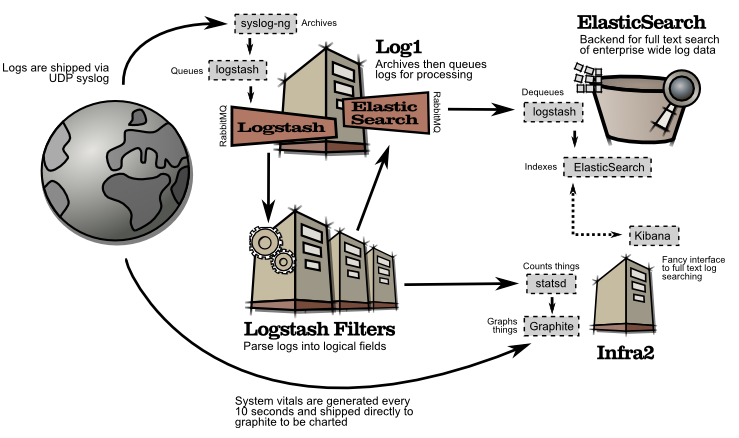 syslog-ng
Archives
Logs are shipped via
UDP syslog
Queues
logstash
Log1
Archives then queues
logs for processing
RabbitMQ
Logstash
Elastic
Search
RabbitMQ
ElasticSearch
Backend for full text search
of enterprise wide log data
Dequeues
logstash
Indexes
ElasticSearch
Kibana
Fancy interface
to full text log
searching
Logstash Filters
Parse logs into logical fields
Counts things
statsd
Graphs
things
Graphite
Infra2
System vitals are generated every
10 seconds and shipped directly to
graphite to be charted